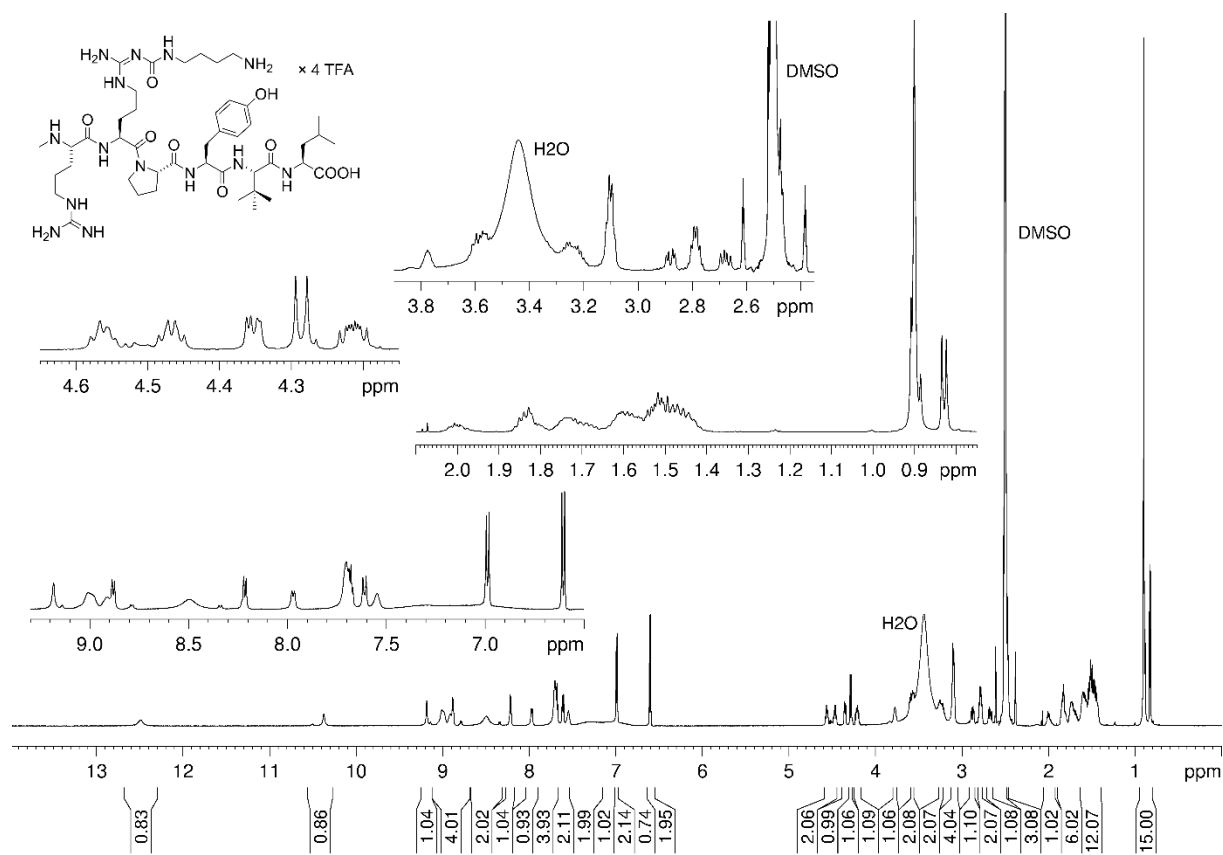 NH2 N H N NH2
HN O × 4 TFA
OH
H N O N H O N O N H O H N O N H O COOH
NH
H2N NH
DMSO
H2O
3.8 3.6 3.4 3.2 3.0 2.8 2.6 ppm
DMSO
4.6 4.5 4.4 4.3 ppm
2.0 1.9 1.8 1.7 1.6 1.5 1.4 1.3 1.2 1.1 1.0 0.9 ppm
9.0 8.5 8.0 7.5 7.0 ppm
H2O
13 12 11 10 9 8 7 6 5 4 3 2 1 ppm
0.83 0.86 1.04 4.01 2.02 1.04 0.93 3.93 2.11 1.99 1.02 2.14 0.74 1.95 2.06 0.99 1.06 1.09 1.06 2.08 2.07 4.04 1.10 2.07 1.08 3.08 1.02 6.02 12.07 15.00